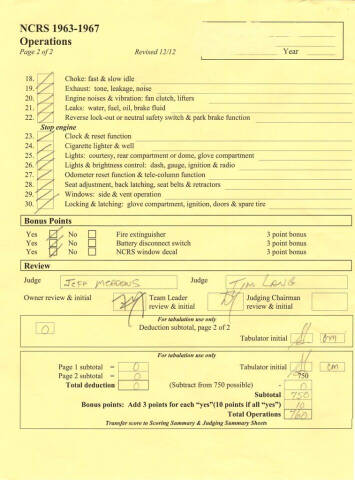 NCRS 1963-1967
Operations
Page 2 of 2 Revised 12/12 Year
18. Choke: fast & slow idle
19. Exhaust: tone, leakage, noise
20. Engine noises & vibration: fan clutch, lifters
21. Leaks: water, fuel, oil, brake fluid
22. Reverse lock-out or neutral safety switch & park brake function
Stop engine
23. Clock & reset function
24. Cigarette lighter & well
25. Lights: courtesy, rear compartment or dome, glove compartment
26. Lights & brightness control: dash, gauge, ignition & radio
27. Odometer reset function & tele-column function
28. Seat adjustment, back latching, seat belts & retractors
29. Windows: side & vent operation
30. Locking & latching: glove compartment, ignition, doors & spare tire
Bonus Points
Yes No Fire extinguisher 3 point bonus
Yes No Battery disconnect switch 3 point bonus
Yes No NCRS window decal 3 point bonus
Review
Judge JEFF MEADOWS Judge TIM LANG
Owner review & initial Team Leader review & initial Judging Chairman review & initial
For tabulation use only
0 Deduction subtotal, page 2 of 2
Tabulator initial
For tabulation use only
Page 1 subtotal = 0 Tabulator initial
Page 2 subtotal = 0 750
Total deduction 0 (Subtract from 750 possible) - 0
Subtotal 750
Bonus points: Add 3 points for each "yes"(10 points if all "yes") 10
Total Operations 760
Transfer score to Scoring Summary & Judging Summary Sheets